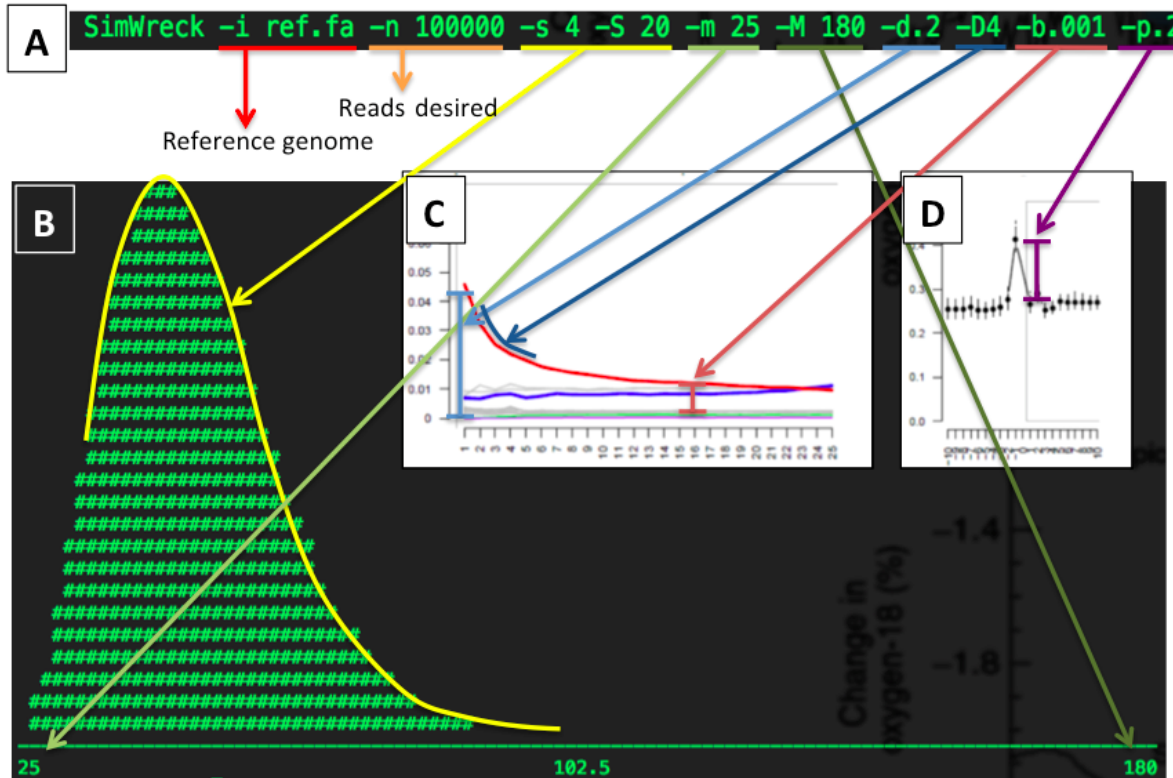 A
SimWreck -i ref.fa -n 100000 -s 4 -S 20 -m 25 -M 180 -d.2 -D4 -b.001 -p.2
Reads desired
Reference genome
B
C
D
0.05
0.04
0.03
0.02
0.01
0
1 2 3 4 5 6 7 8 9 10 11 12 13 14 15 16 17 18 19 20 21 22 23 24 25
0.3
0.2
0.1
0.0
-1.4
-1.8
Change in
oxygen-18 (%)
25 102.5 180